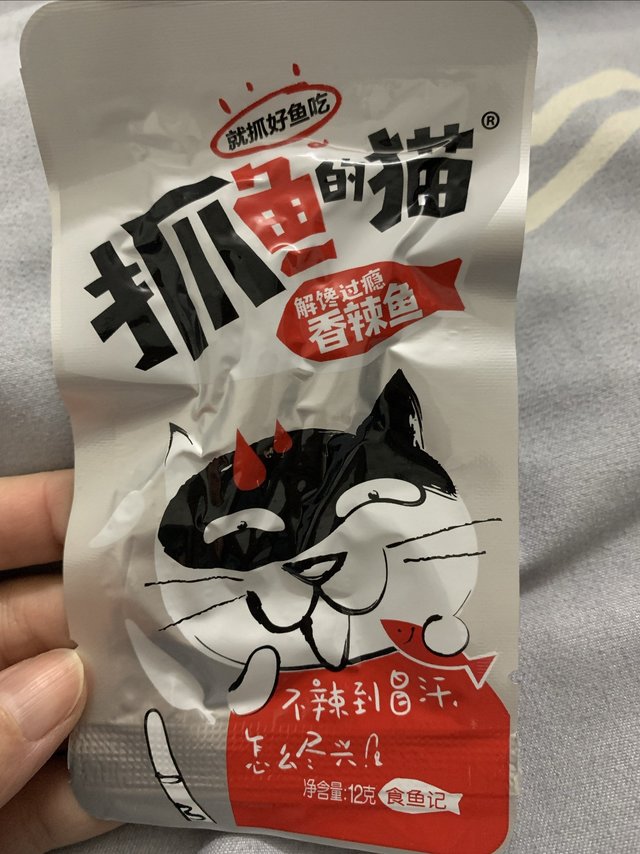 就抓好鱼吃
抓鱼的猫®
解馋过瘾
香辣鱼
不辣到冒汗,
怎么尽兴
净含量:12克
食鱼记